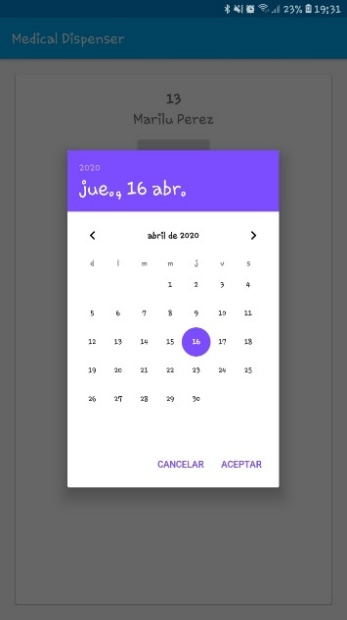 23% 19:31
Medical Dispenser
13
Marilu Perez
2020
jue., 16 abr.
abril de 2020
d l m m j v s
1 2 3 4
5 6 7 8 9 10 11
12 13 14 15 16 17 18
19 20 21 22 23 24 25
26 27 28 29 30
CANCELAR ACEPTAR